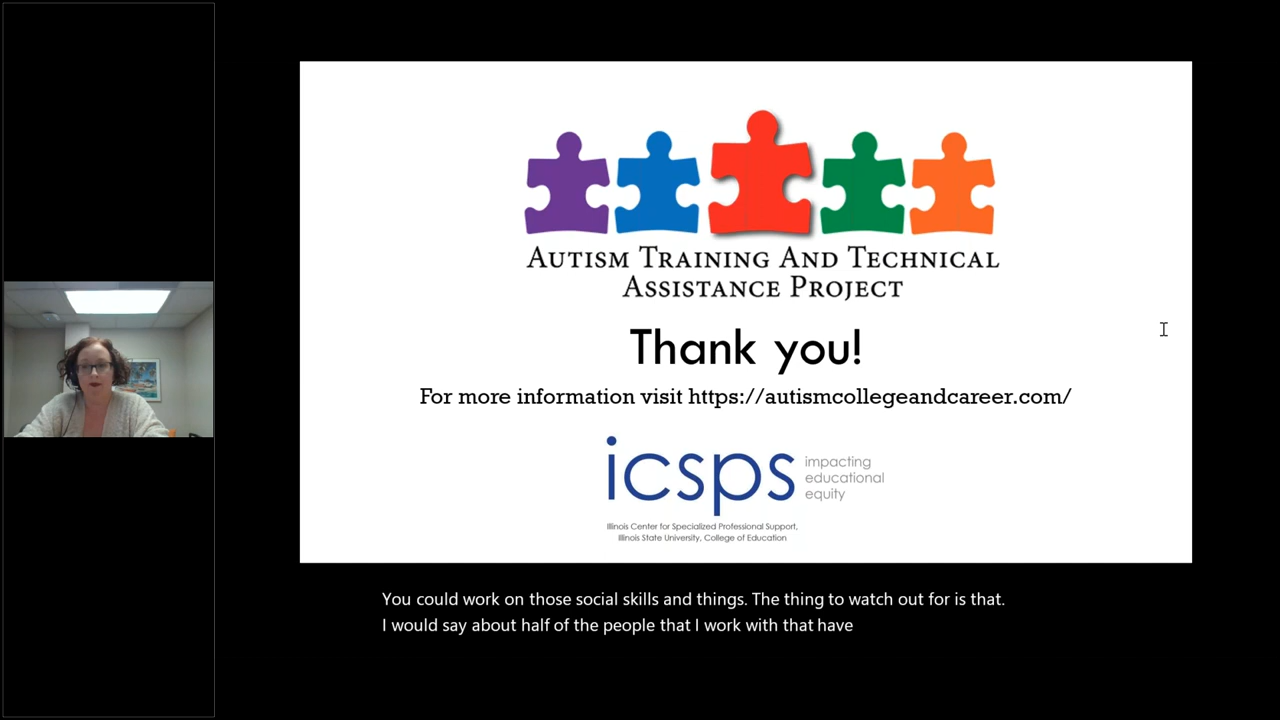 AUTISM TRAINING AND TECHNICAL
ASSISTANCE PROJECT
Thank you!
For more information visit https://autismcollegeandcareer.com/
icsps
impacting
educational
equity
Illinois Center for Specialized Professional Support,
Illinois State University, College of Education
You could work on those social skills and things. The thing to watch out for is that.
I would say about half of the people that I work with that have